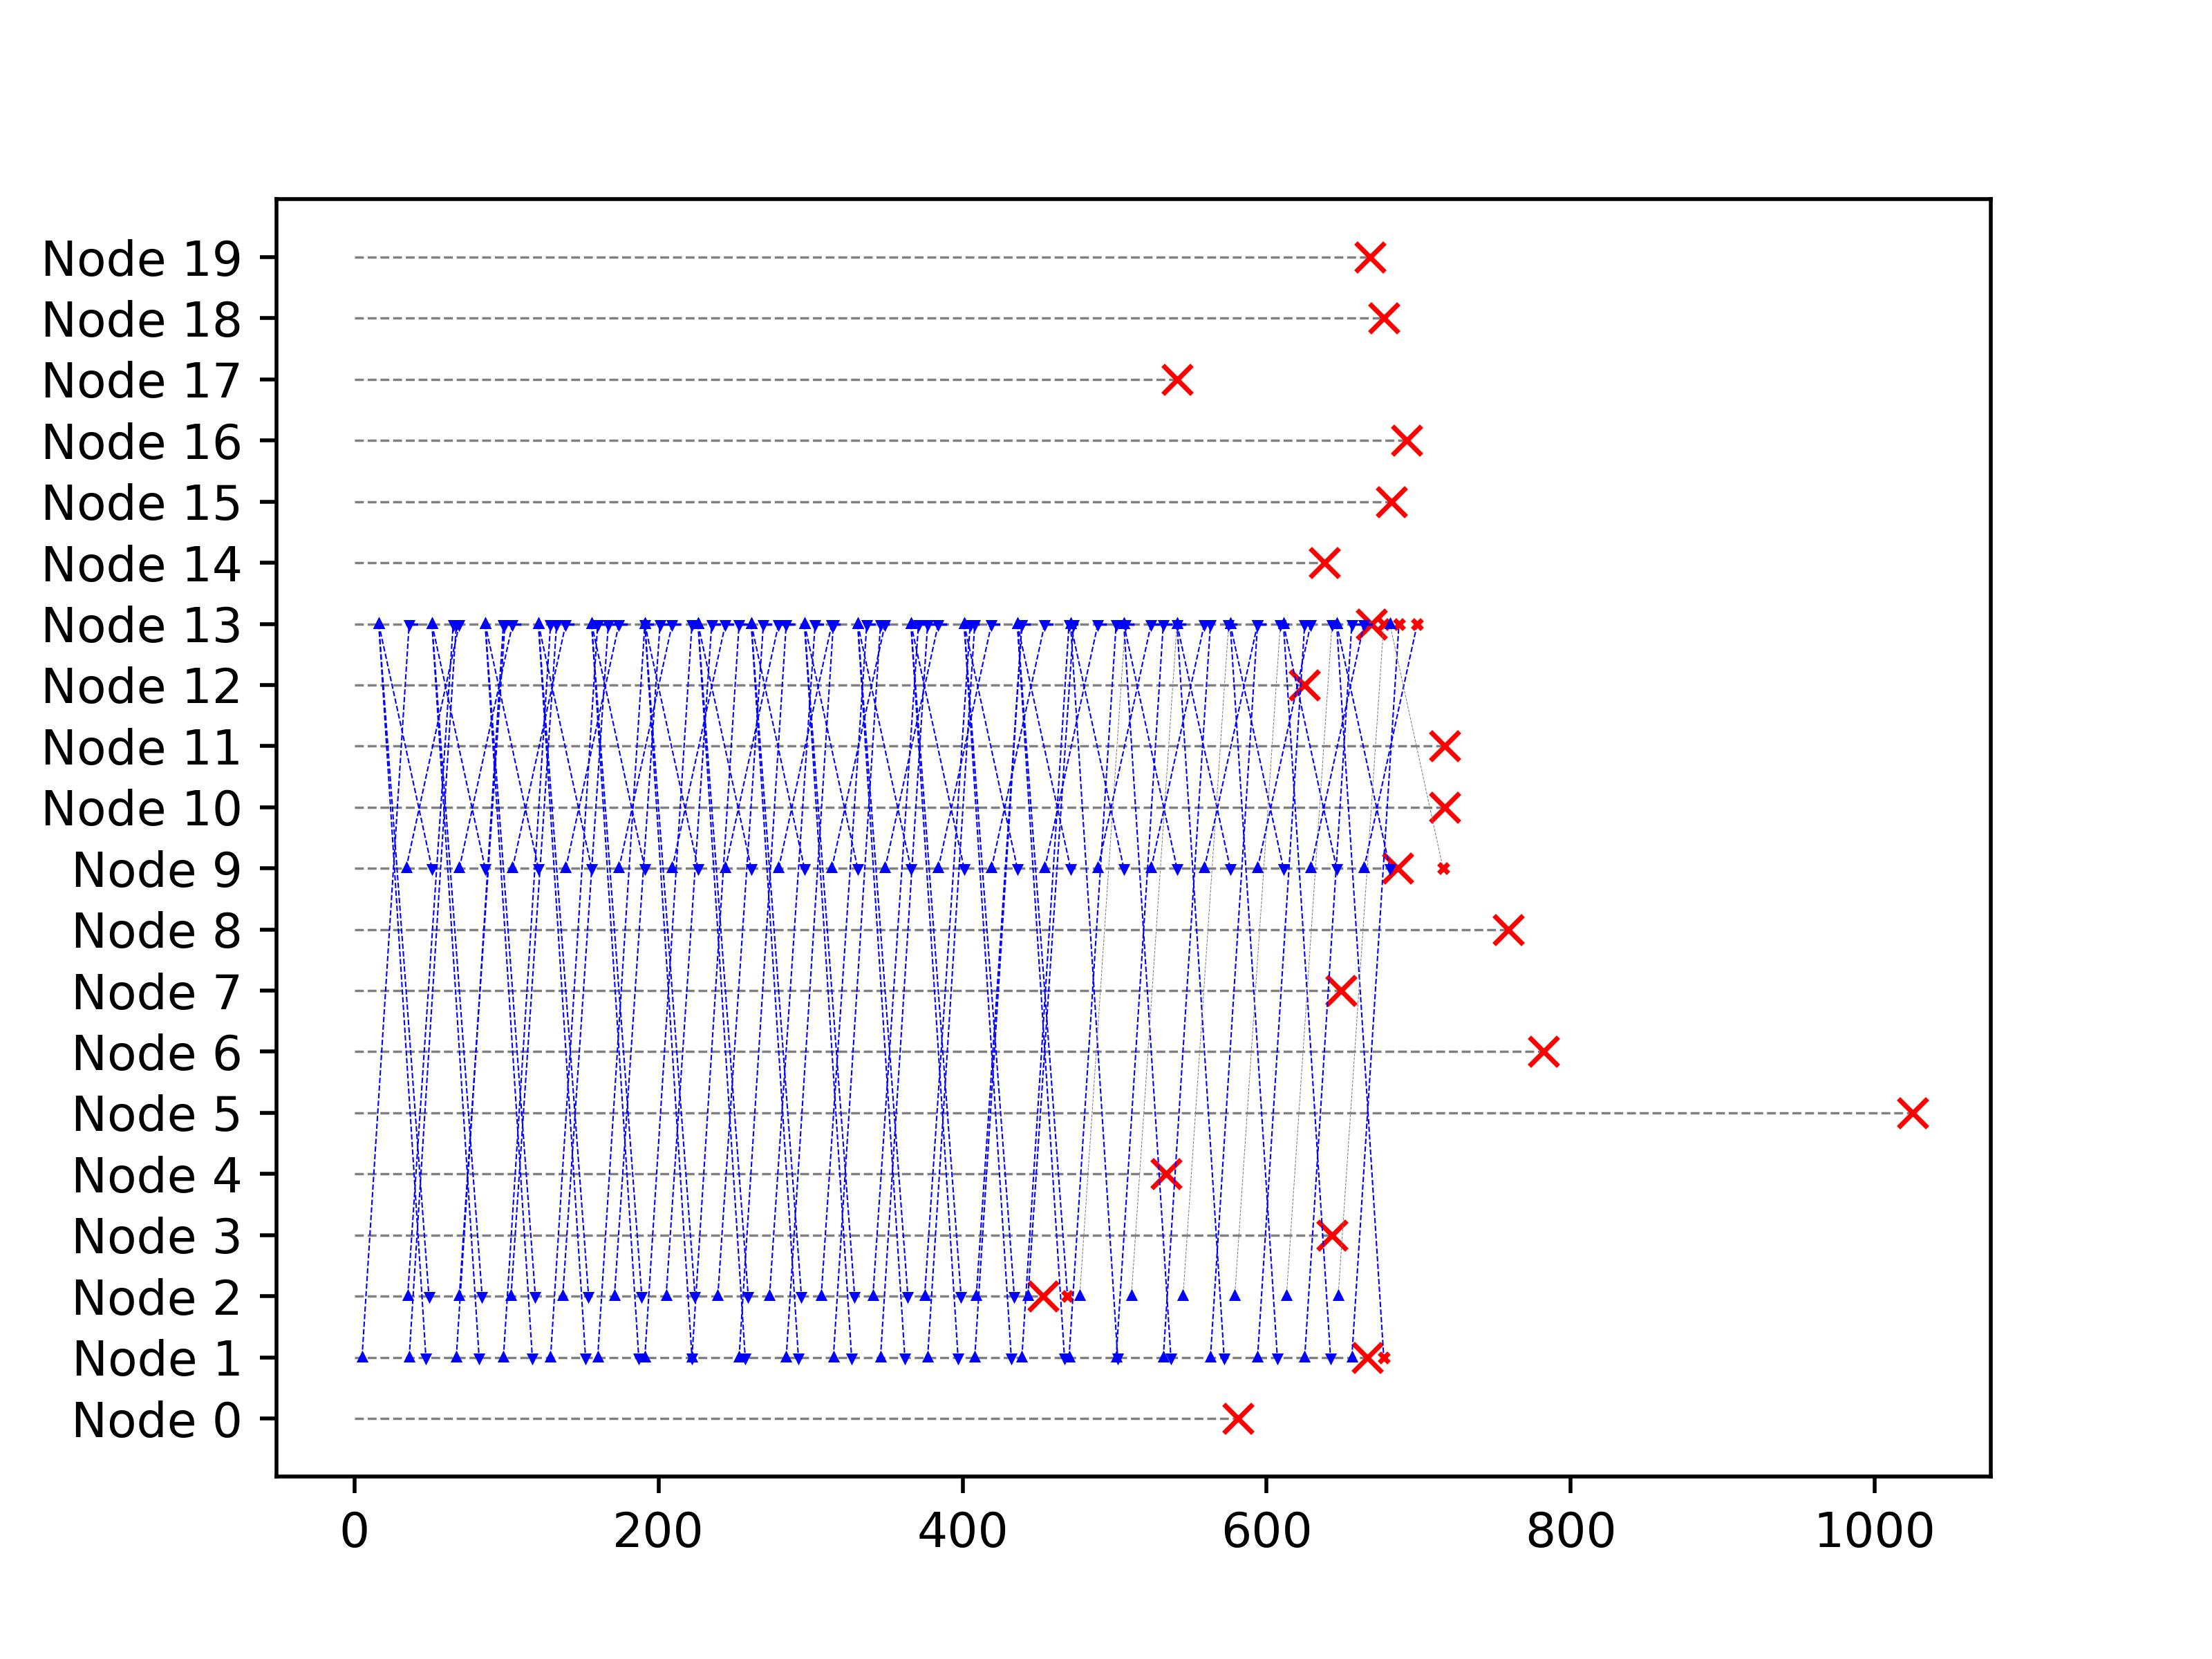 Node 19
Node 18
Node 17
Node 16
Node 15
Node 14
Node 13
Node 12
Node 11
Node 10
Node 9
Node 8
Node 7
Node 6
Node 5
Node 4
Node 3
Node 2
Node 1
Node 0
0 200 400 600 800 1000